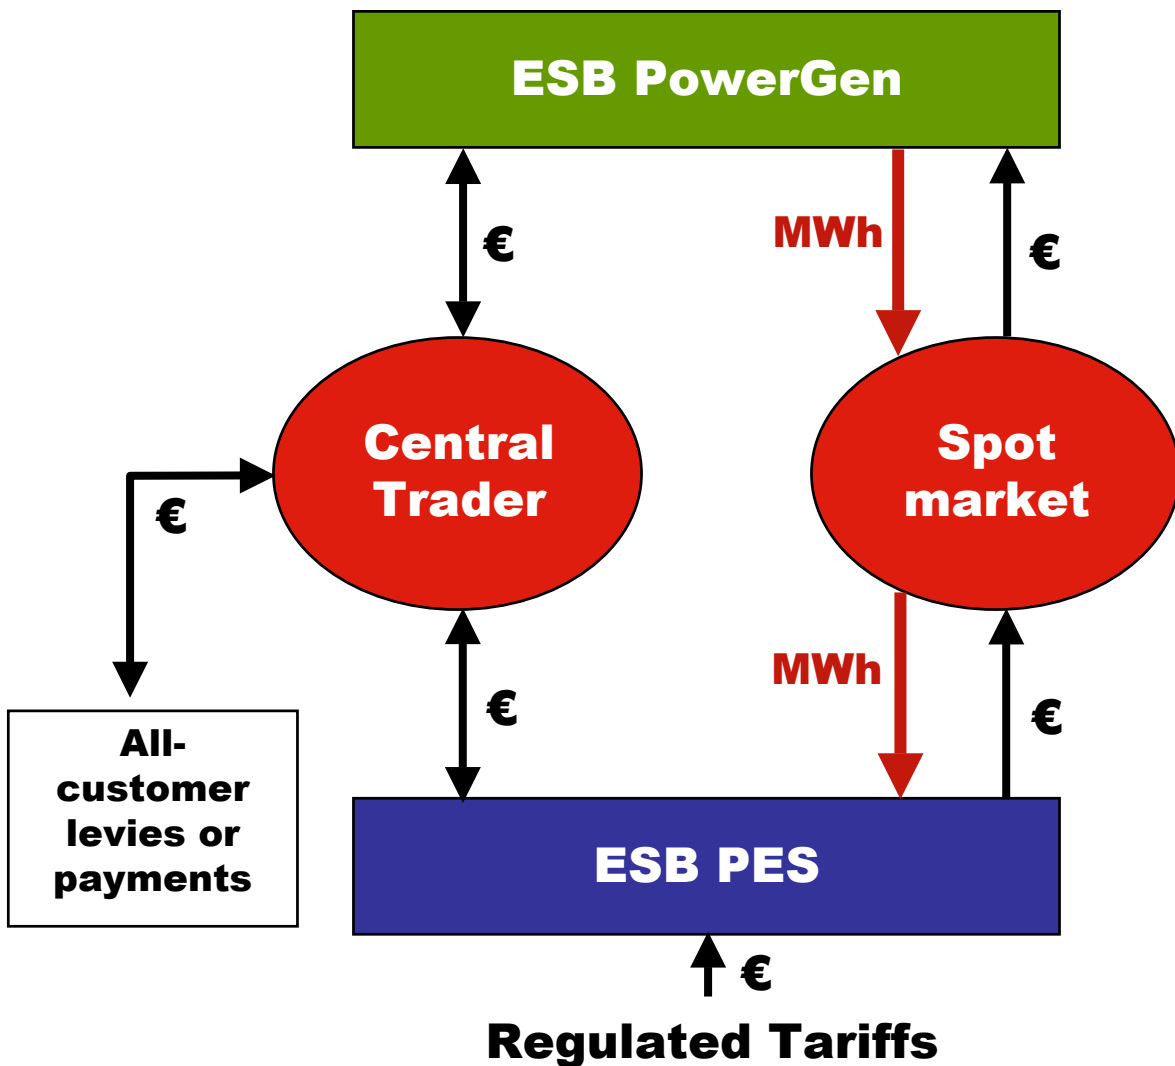 ESB PowerGen
€
MWh
€
Central
Trader
Spot
market
€
€
MWh
€
All-
customer
levies or
payments
ESB PES
€
Regulated Tariffs